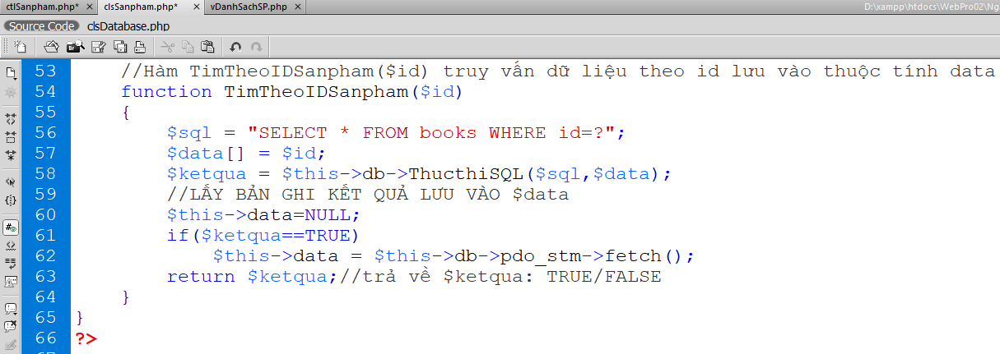 ctlSanpham.php* × clsSanpham.php* × vDanhSachSP.php × D:\xampp\htdocs\WebPro02\Ng
Source Code clsDatabase.php
53 //Hàm TimTheoIDSanpham($id) truy vấn dữ liệu theo id lưu vào thuộc tính data
54 function TimTheoIDSanpham($id)
55 {
56 $sql = "SELECT * FROM books WHERE id=?";
57 $data[] = $id;
58 $ketqua = $this->db->ThucthiSQL($sql,$data);
59 //LẤY BẢN GHI KẾT QUẢ LƯU VÀO $data
60 $this->data=NULL;
61 if($ketqua==TRUE)
62 $this->data = $this->db->pdo_stm->fetch();
63 return $ketqua;//trả về $ketqua: TRUE/FALSE
64 }
65 }
66 ?>